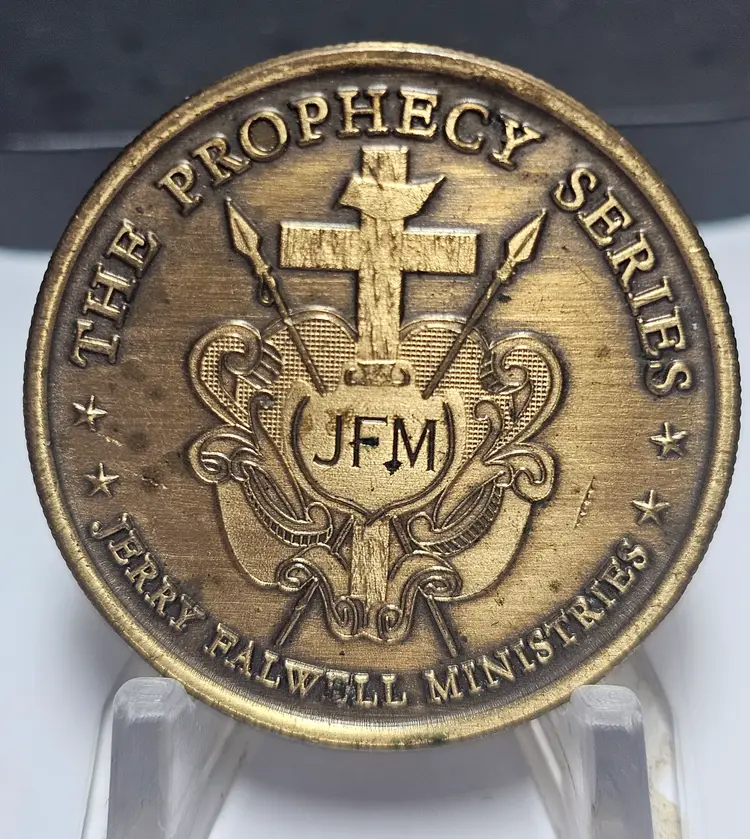 THE PROPHECY SERIES
JFM
JERRY FALWELL MINISTRIES